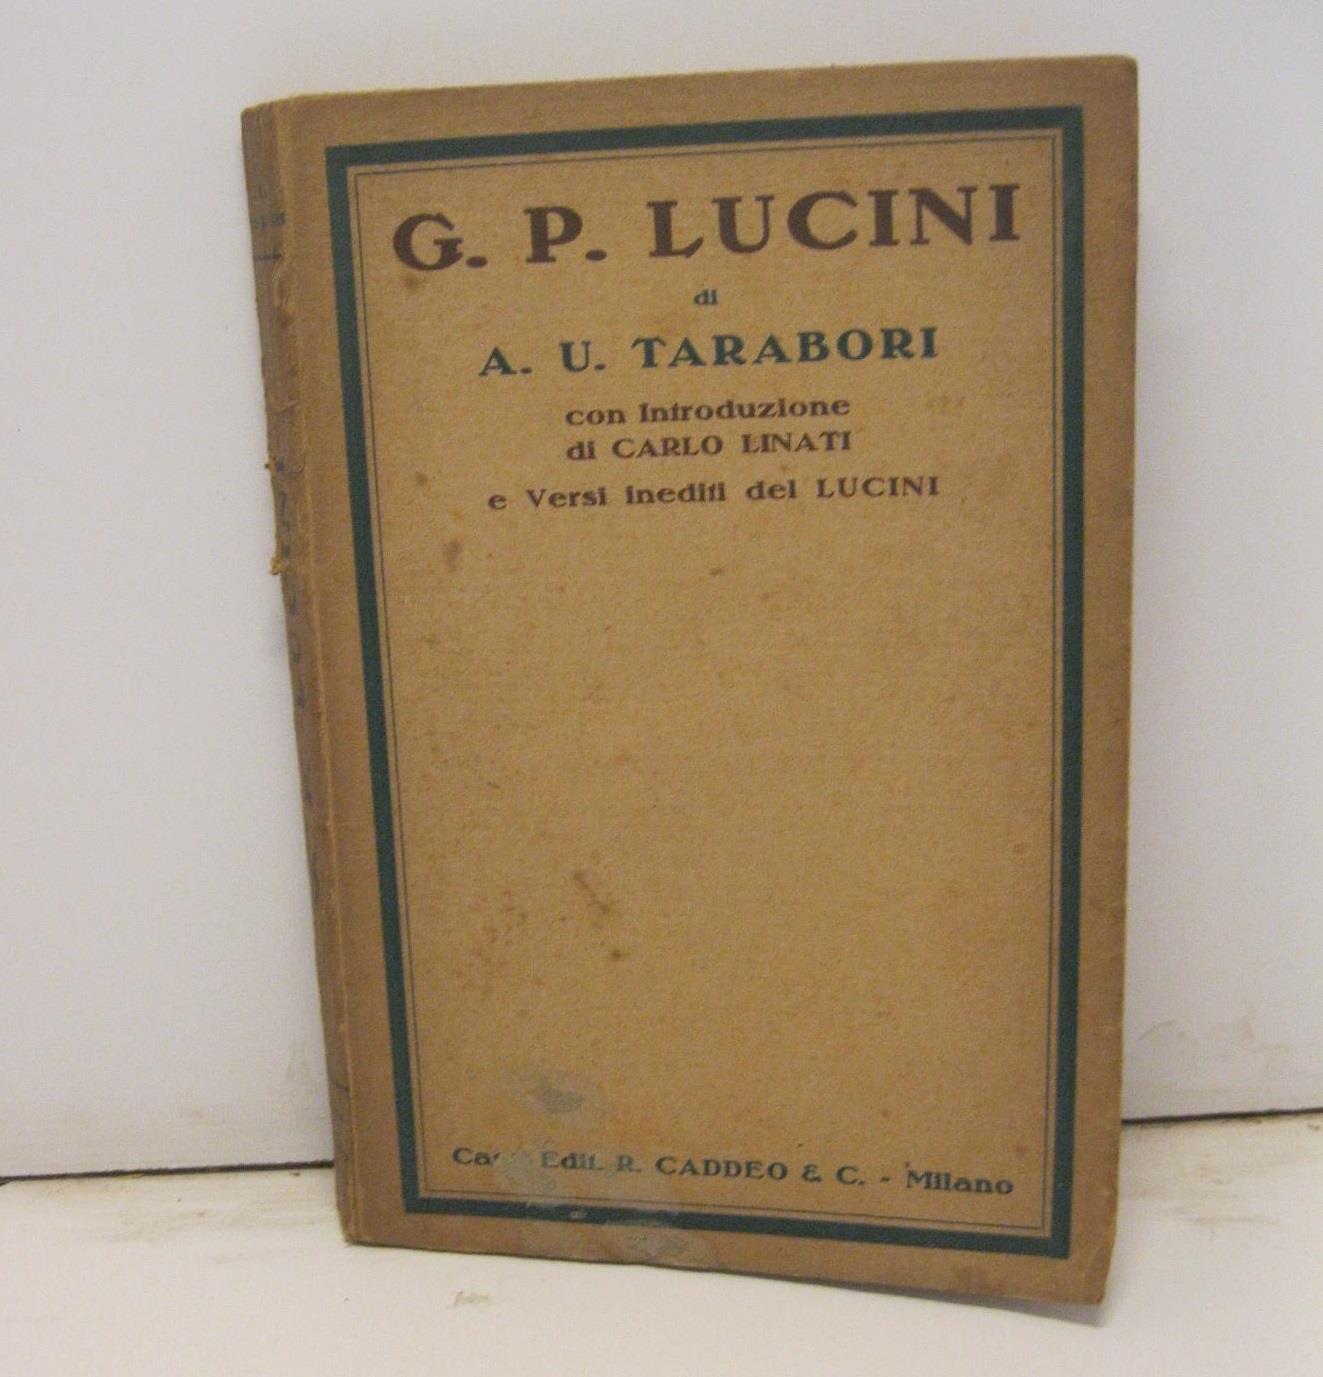 G. P. LUCINI
di
A. U. TARABORI
con Introduzione
di CARLO LINATI
e Versi inediti del LUCINI
Edit. R. CADDEO & C. - Milano